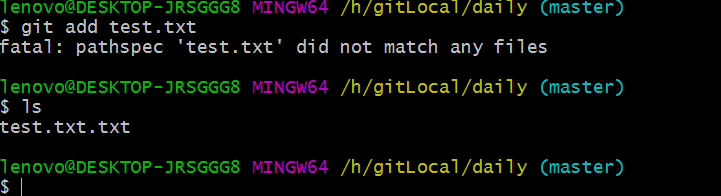 lenovo@DESKTOP-JRSGGG8 MINGW64 /h/gitLocal/daily (master)
$ git add test.txt
fatal: pathspec 'test.txt' did not match any files
lenovo@DESKTOP-JRSGGG8 MINGW64 /h/gitLocal/daily (master)
$ ls
test.txt.txt
lenovo@DESKTOP-JRSGGG8 MINGW64 /h/gitLocal/daily (master)
$